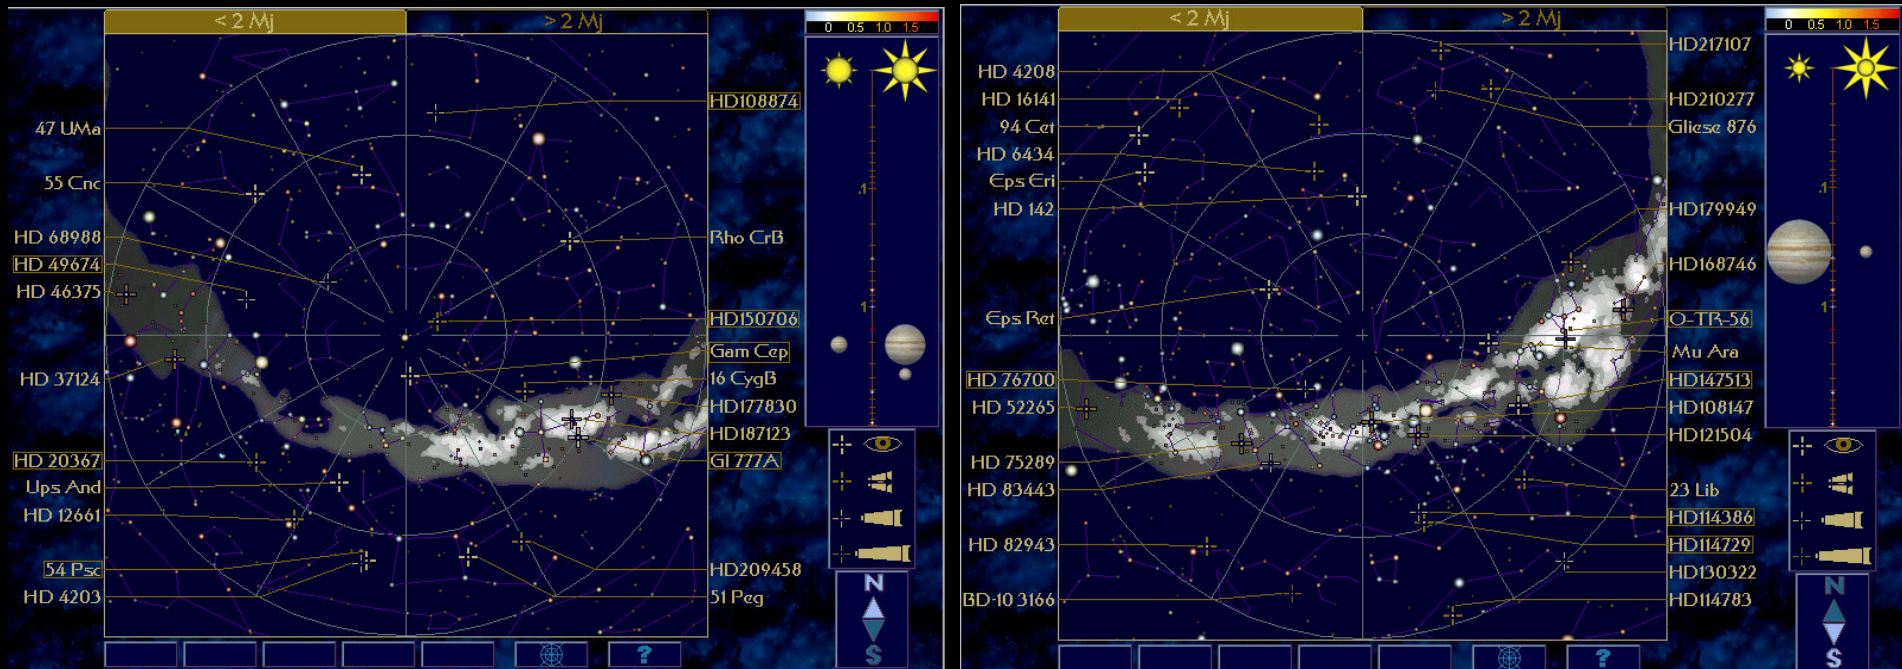 < 2 Mj
> 2 Mj
0 0.5 1.0 1.5
HD108874
47 UMa
55 Cnc
HD 68988
Rho CrB
HD 49674
HD 46375
HD150706
Gam Cep
HD 37124
16 CygB
HD177830
HD187123
HD 20367
Gl 777A
Ups And
HD 12661
54 Psc
HD209458
HD 4203
51 Peg
.1
1
N
S
?
< 2 Mj
> 2 Mj
0 0.5 1.0 1.5
HD217107
HD 4208
HD 16141
HD210277
94 Cet
Gliese 876
HD 6434
Eps Eri
HD 142
HD179949
HD168746
Eps Ret
O-TR-56
Mu Ara
HD 76700
HD147513
HD 52265
HD108147
HD121504
HD 75289
HD 83443
23 Lib
HD114386
HD 82943
HD114729
HD130322
BD-10 3166
HD114783
.1
1
N
S
?